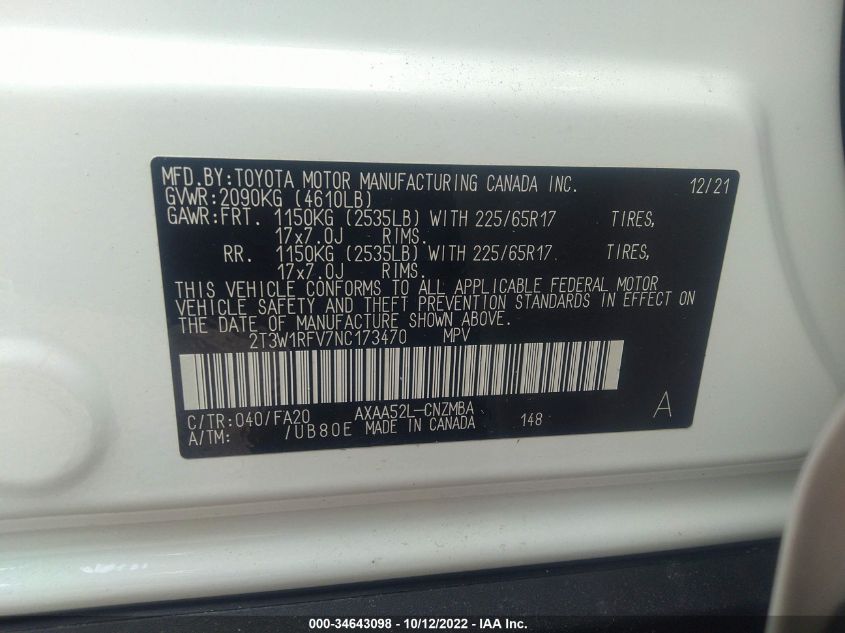 MFD.BY:TOYOTA MOTOR MANUFACTURING CANADA INC. 12/21
GVWR:2090KG (4610LB)
GAWR:FRT. 1150KG (2535LB) WITH 225/65R17 TIRES,
17x7.0J RIMS.
RR. 1150KG (2535LB) WITH 225/65R17 TIRES,
17x7.0J RIMS.
THIS VEHICLE CONFORMS TO ALL APPLICABLE FEDERAL MOTOR
VEHICLE SAFETY AND THEFT PREVENTION STANDARDS IN EFFECT ON
THE DATE OF MANUFACTURE SHOWN ABOVE.
2T3W1RFV7NC173470 MPV
C/TR:040/FA20 AXAA52L-CNZMBA A
A/TM: /UB80E MADE IN CANADA 148
000-34643098 - 10/12/2022 - IAA Inc.